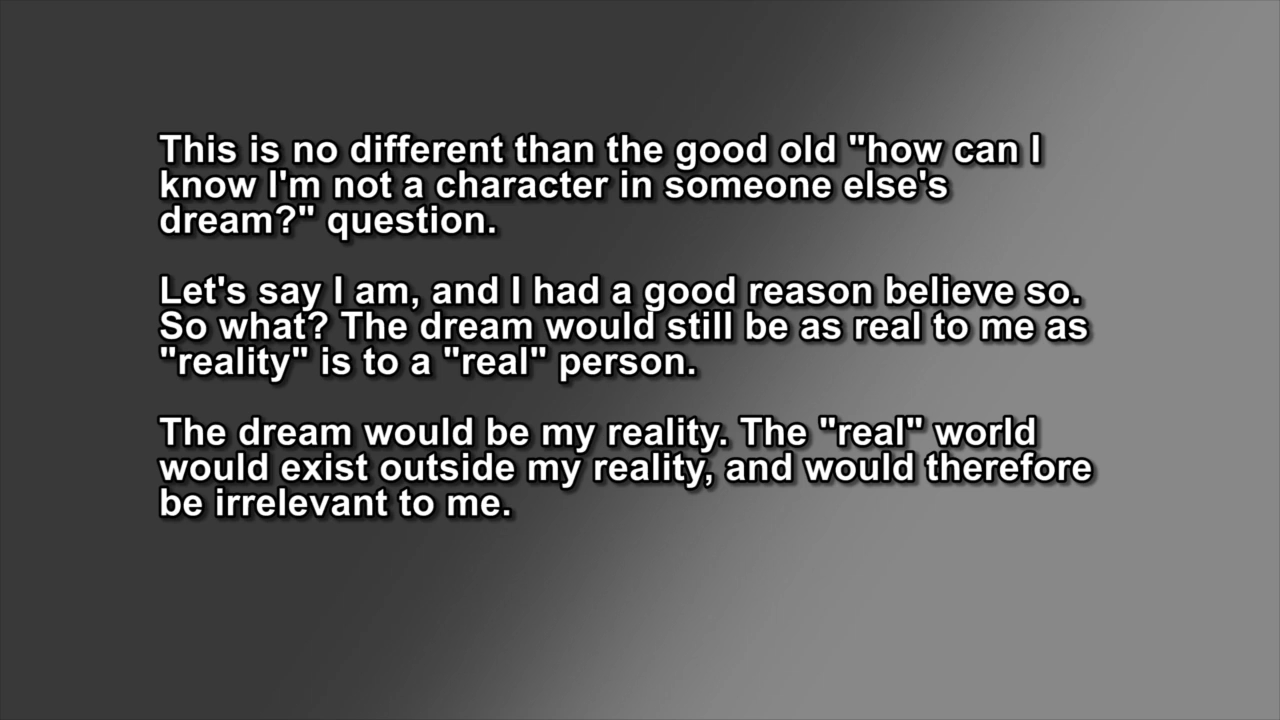 This is no different than the good old "how can I
know I'm not a character in someone else's
dream?" question.
Let's say I am, and I had a good reason believe so.
So what? The dream would still be as real to me as
"reality" is to a "real" person.
The dream would be my reality. The "real" world
would exist outside my reality, and would therefore
be irrelevant to me.